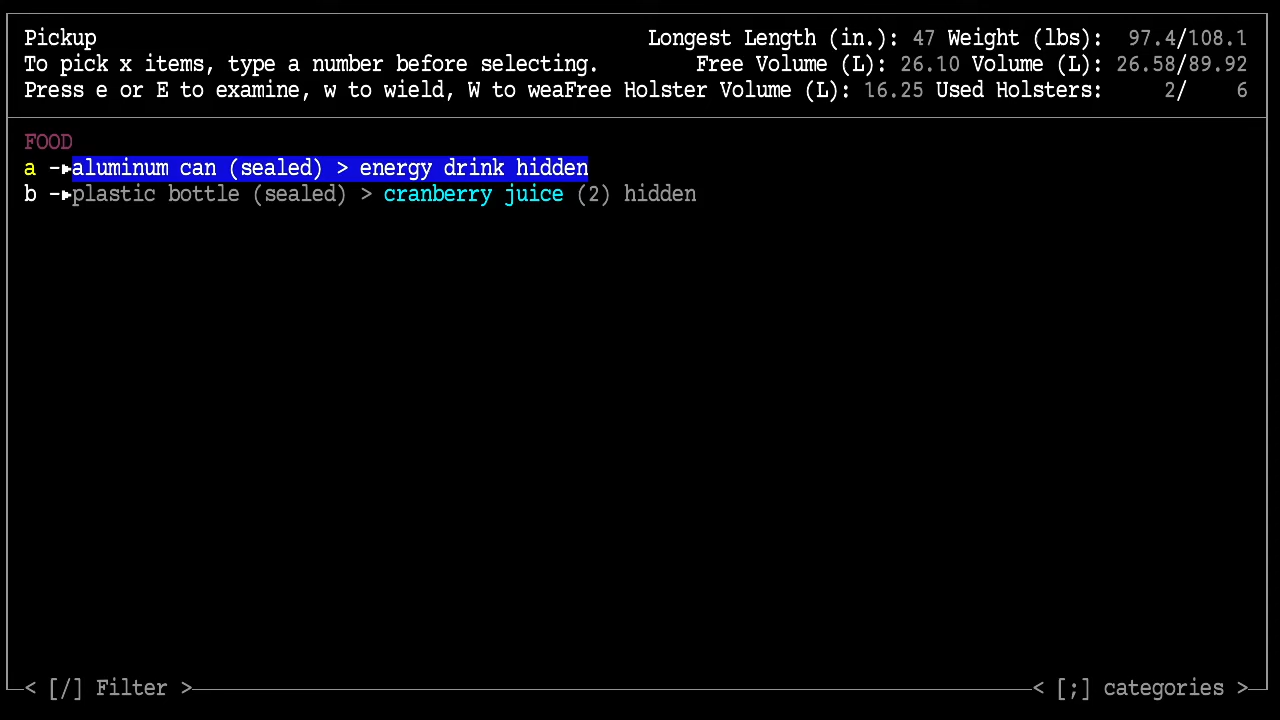 Pickup Longest Length (in.): 47 Weight (lbs): 97.4/108.1
To pick x items, type a number before selecting. Free Volume (L): 26.10 Volume (L): 26.58/89.92
Press e or E to examine, w to wield, W to weaFree Holster Volume (L): 16.25 Used Holsters: 2/ 6
FOOD
a -▸aluminum can (sealed) > energy drink hidden
b -▸plastic bottle (sealed) > cranberry juice (2) hidden
< [/] Filter > < [;] categories >